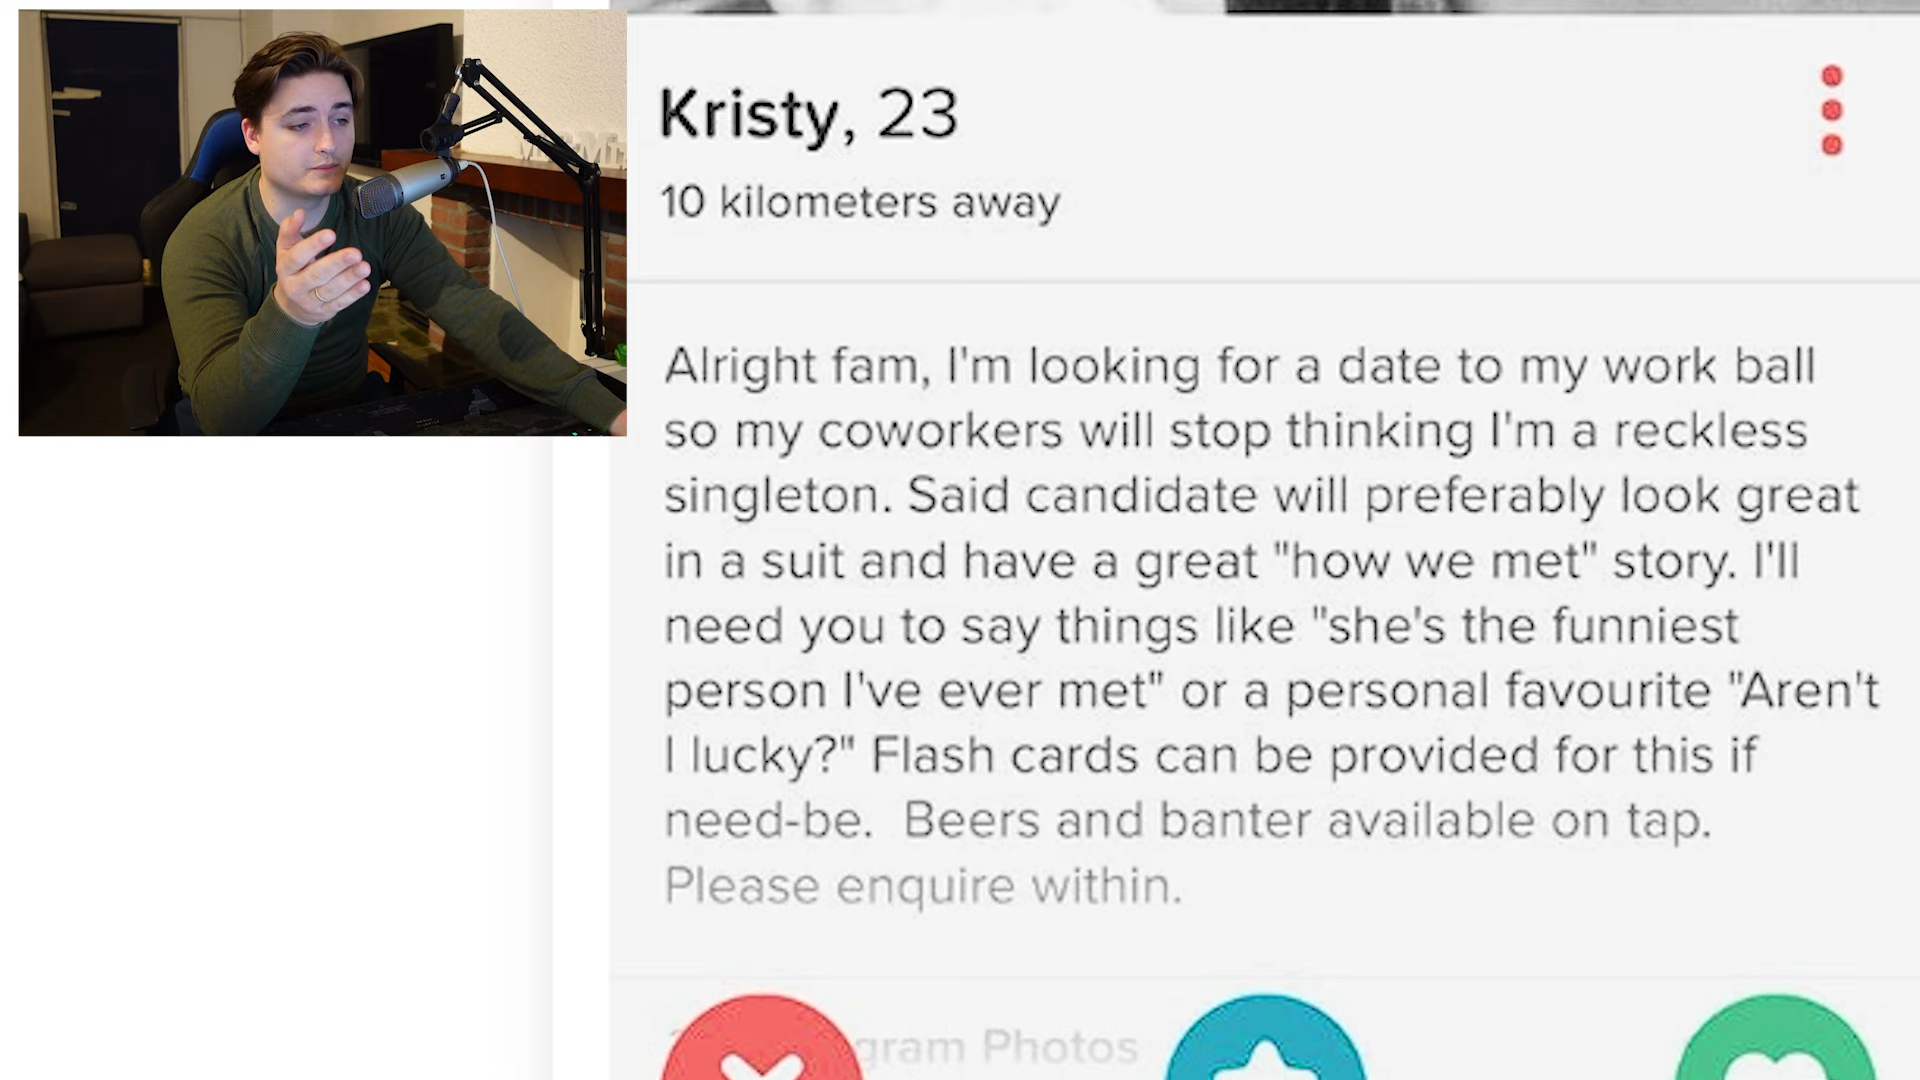 Kristy, 23
10 kilometers away
Alright fam, I'm looking for a date to my work ball
so my coworkers will stop thinking I'm a reckless
singleton. Said candidate will preferably look great
in a suit and have a great "how we met" story. I'll
need you to say things like "she's the funniest
person I've ever met" or a personal favourite "Aren't
I lucky?" Flash cards can be provided for this if
need-be.  Beers and banter available on tap.
Please enquire within.
Photos